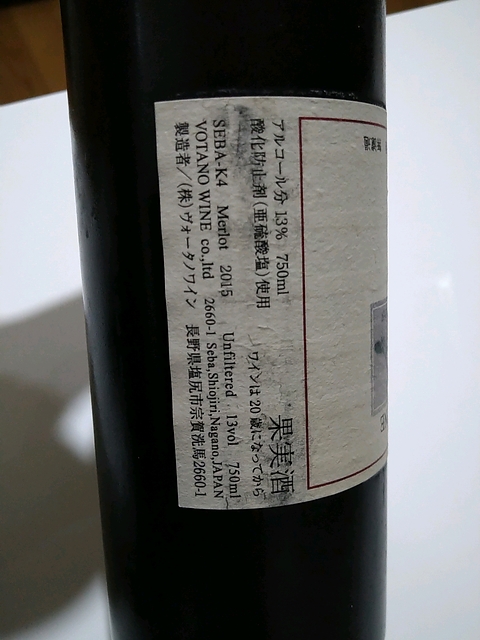 果実酒
アルコール分 13% 750ml
酸化防止剤(亜硫酸塩)使用
ワインは20歳になってから
SEBA-K4 Merlot 2015 Unfiltered 13vol 750ml
VOTANO WINE co.,ltd 2660-1 Seba,Shiojiri,Nagano,JAPAN
製造者/(株)ヴォータノワイン 長野県塩尻市宗賀洗馬2660-1